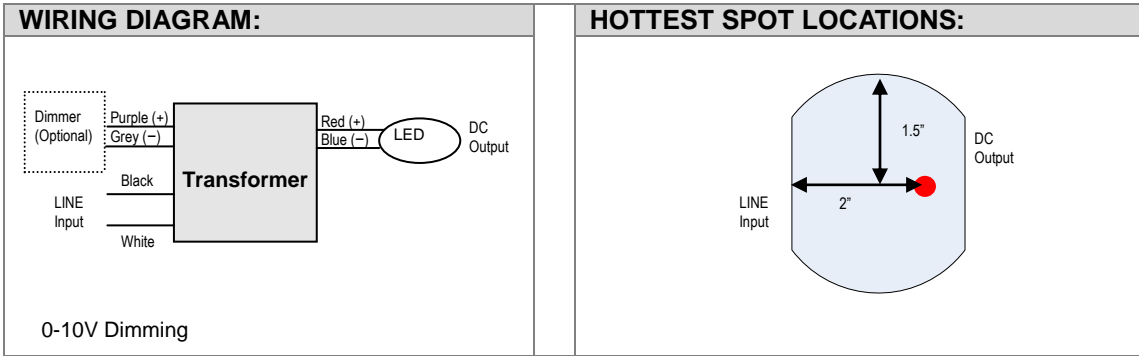 WIRING DIAGRAM:
Dimmer
(Optional)
Purple (+)
Grey (−)
Black
LINE
Input
White
Transformer
Red (+)
Blue (−)
LED
DC
Output
0-10V Dimming
HOTTEST SPOT LOCATIONS:
1.5”
DC
Output
LINE
Input
2”